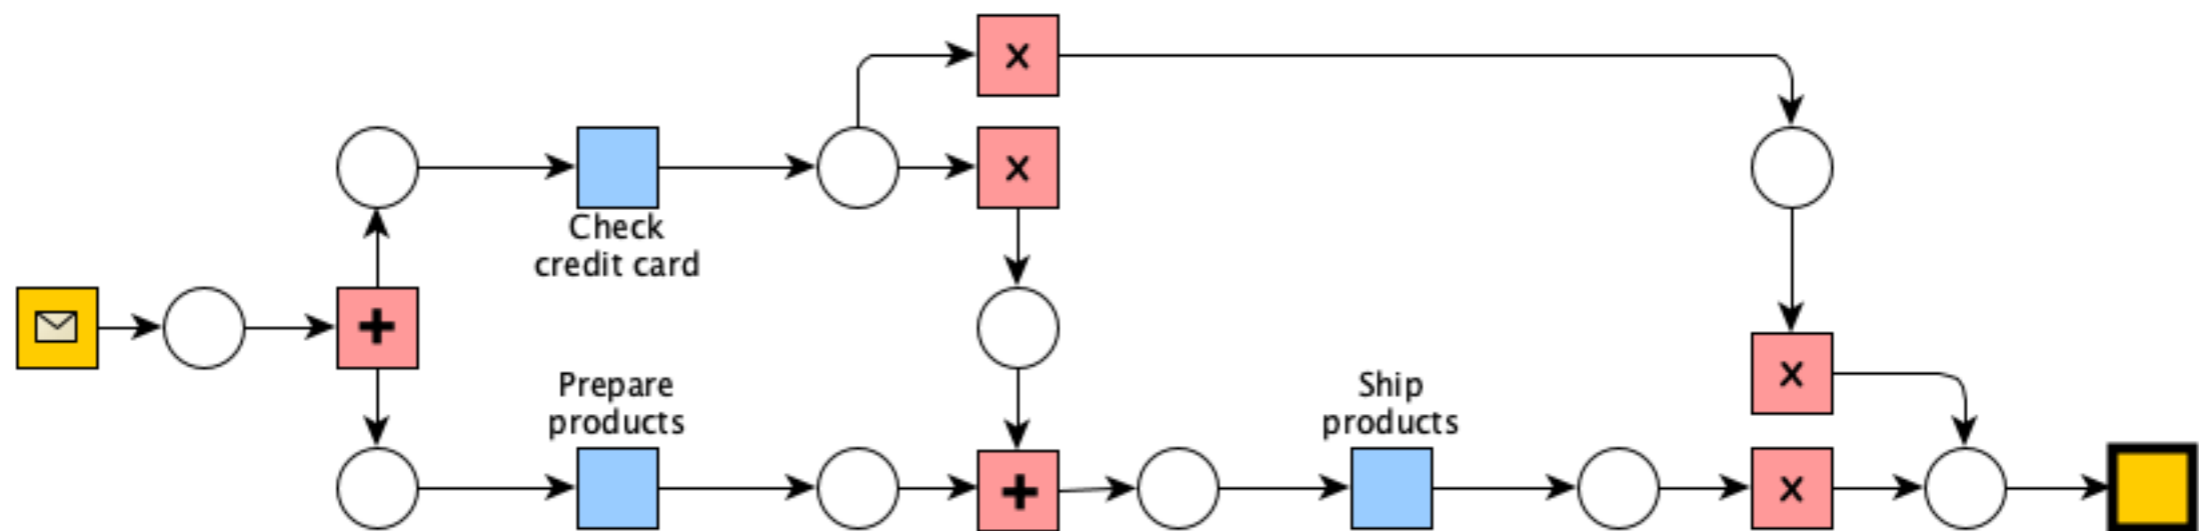 x
x
Check
credit card
+
Prepare
products
Ship
products
x
+
x